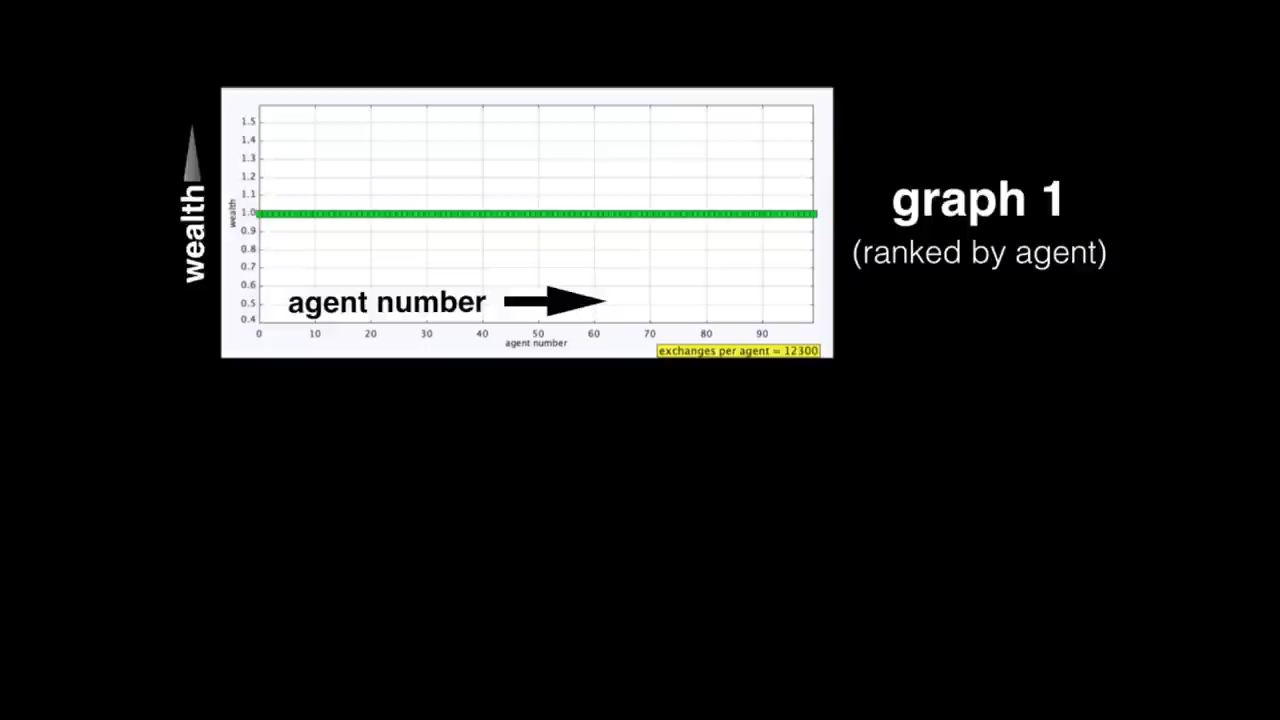 wealth
1.5
1.4
1.3
1.2
1.1
1.0
0.9
0.8
0.7
0.6
0.5
0.4
wealth
agent number
0 10 20 30 40 50 60 70 80 90
agent number
exchanges per agent = 12300
graph 1
(ranked by agent)